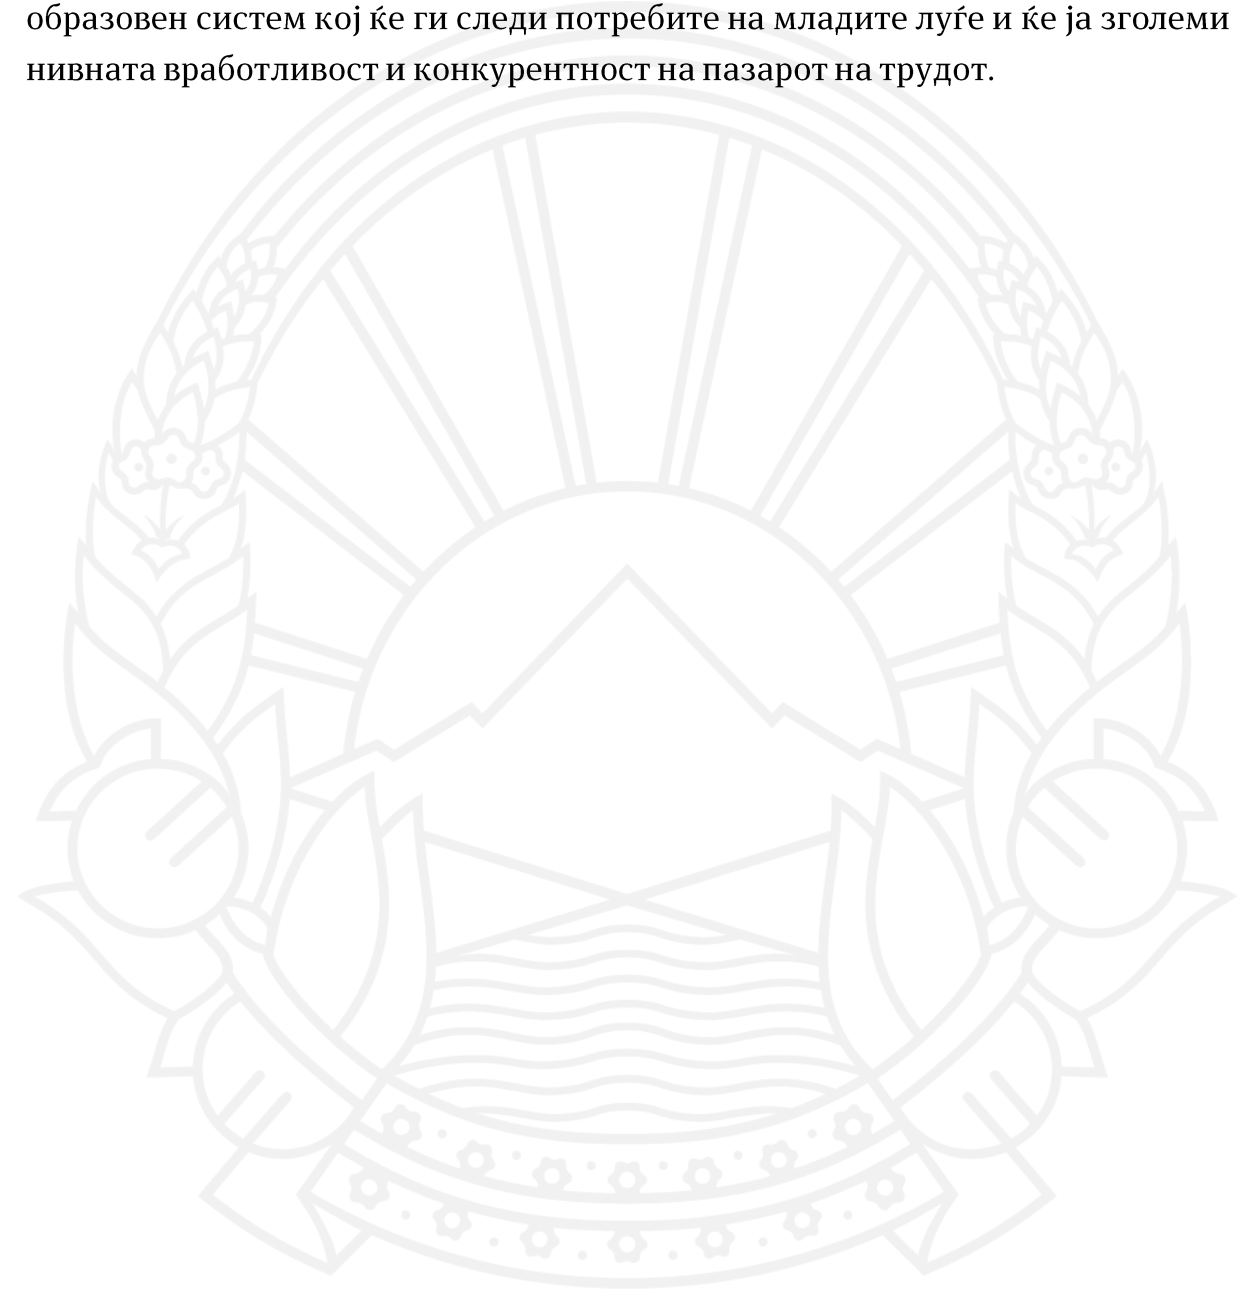 образовен систем кој ќе ги следи потребите на младите луѓе и ќе ја зголеми
нивната вработливост и конкурентност на пазарот на трудот.